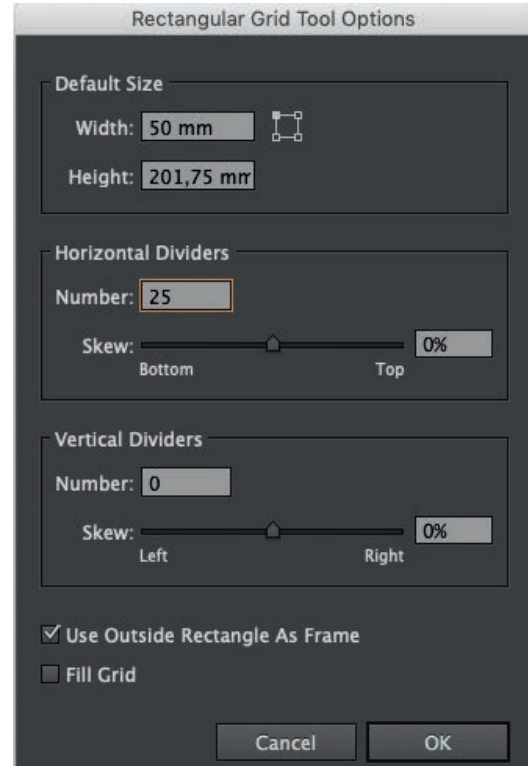 Rectangular Grid Tool Options
Default Size
Width: 50 mm
Height: 201,75 mm
Horizontal Dividers
Number: 25
Skew: 0%
Bottom Top
Vertical Dividers
Number: 0
Skew: 0%
Left Right
Use Outside Rectangle As Frame
Fill Grid
Cancel OK